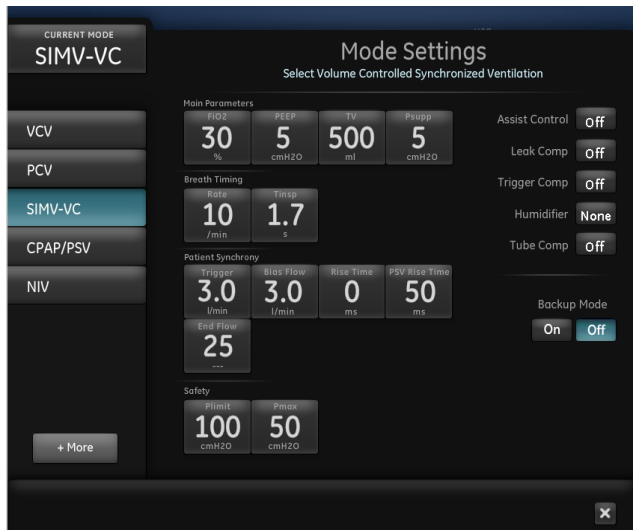 CURRENT MODE
SIMV-VC
Mode Settings
Select Volume Controlled Synchronized Ventilation
VCV
PCV
SIMV-VC
CPAP/PSV
NIV
+ More
Main Parameters
FiO2 PEEP TV Psupp
30 5 500 5
% cmH2O ml cmH2O
Breath Timing
Rate Tinsp
10 1.7
/min s
Patient Synchrony
Trigger Bias Flow Rise Time PSV Rise Time
3.0 3.0 0 50
l/min l/min ms ms
End Flow
25
---
Safety
Plimit Pmax
100 50
cmH2O cmH2O
Assist Control Off
Leak Comp Off
Trigger Comp Off
Humidifier None
Tube Comp Off
Backup Mode
On Off